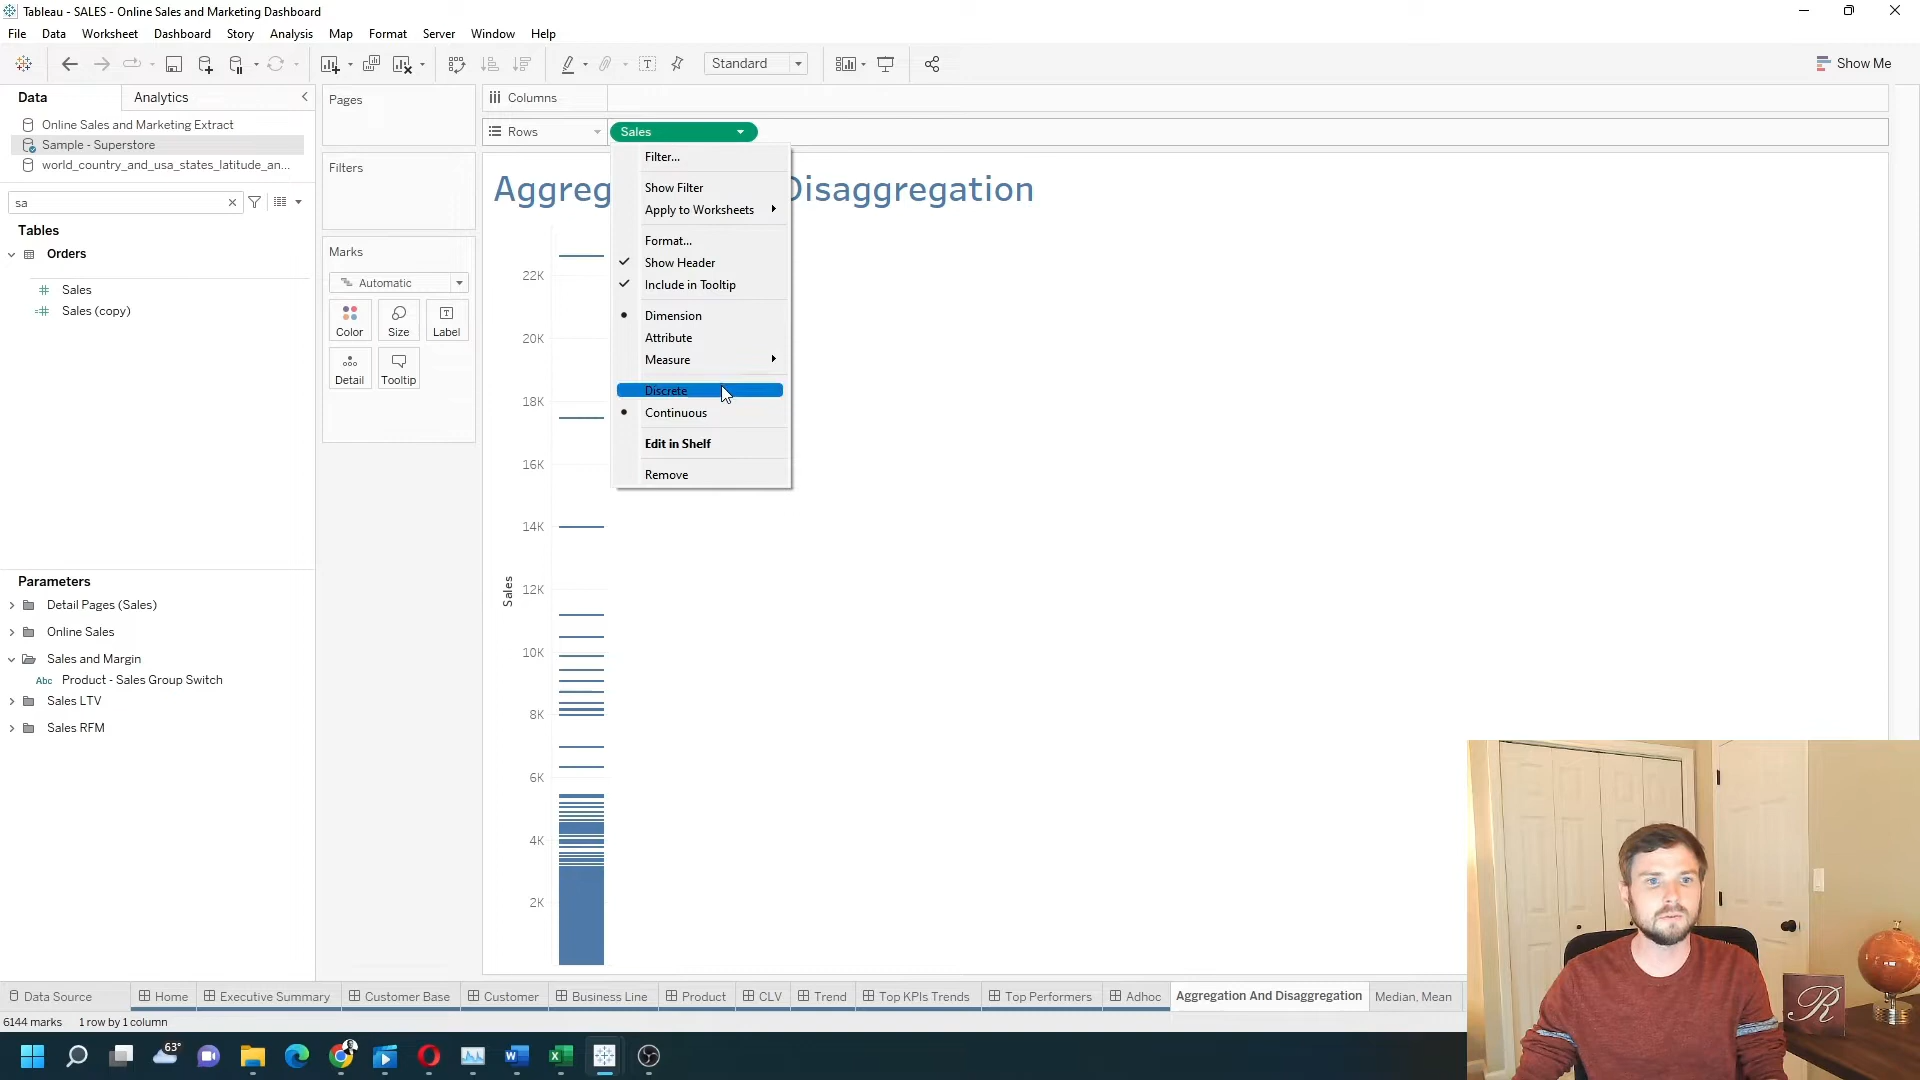 Tableau - SALES - Online Sales and Marketing Dashboard
File Data Worksheet Dashboard Story Analysis Map Format Server Window Help
Standard
Show Me
Data Analytics
Online Sales and Marketing Extract
Sample - Superstore
world_country_and_usa_states_latitude_an...
sa
Tables
Orders
Sales
Sales (copy)
Parameters
Detail Pages (Sales)
Online Sales
Sales and Margin
Abc Product - Sales Group Switch
Sales LTV
Sales RFM
Pages
Filters
Marks
Automatic
Color Size Label
Detail Tooltip
Columns
Rows Sales
Aggreg Disaggregation
Filter...
Show Filter
Apply to Worksheets
Format...
Show Header
Include in Tooltip
Dimension
Attribute
Measure
Discrete
Continuous
Edit in Shelf
Remove
22K
20K
18K
16K
14K
12K
10K
8K
6K
4K
2K
Sales
Data Source Home Executive Summary Customer Base Customer Business Line Product CLV Trend Top KPIs Trends Top Performers Adhoc Aggregation And Disaggregation Median, Mean
6144 marks 1 row by 1 column
63°
R